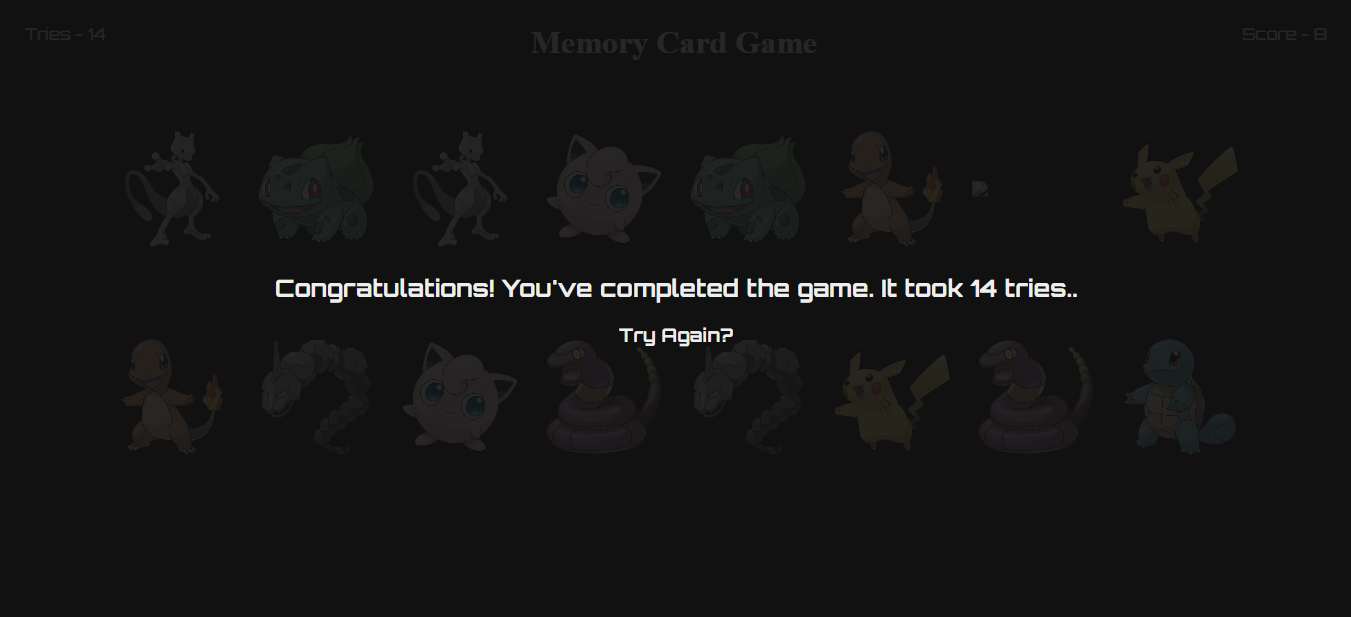 Tries - 14
Memory Card Game
Score - 8
Congratulations! You've completed the game. It took 14 tries..
Try Again?